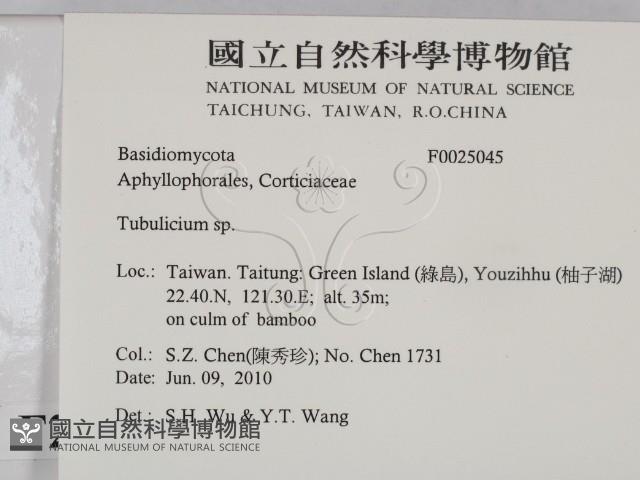 國立自然科學博物館
NATIONAL MUSEUM OF NATURAL SCIENCE
TAICHUNG, TAIWAN, R.O.CHINA
Basidiomycota F0025045
Aphyllophorales, Corticiaceae
Tubulicium sp.
Loc.: Taiwan. Taitung: Green Island (綠島), Youzihhu (柚子湖)
22.40.N, 121.30.E; alt. 35m;
on culm of bamboo
Col.: S.Z. Chen(陳秀珍); No. Chen 1731
Date: Jun. 09, 2010
Det.: S.H. Wu & Y.T. Wang
國立自然科學博物館
NATIONAL MUSEUM OF NATURAL SCIENCE